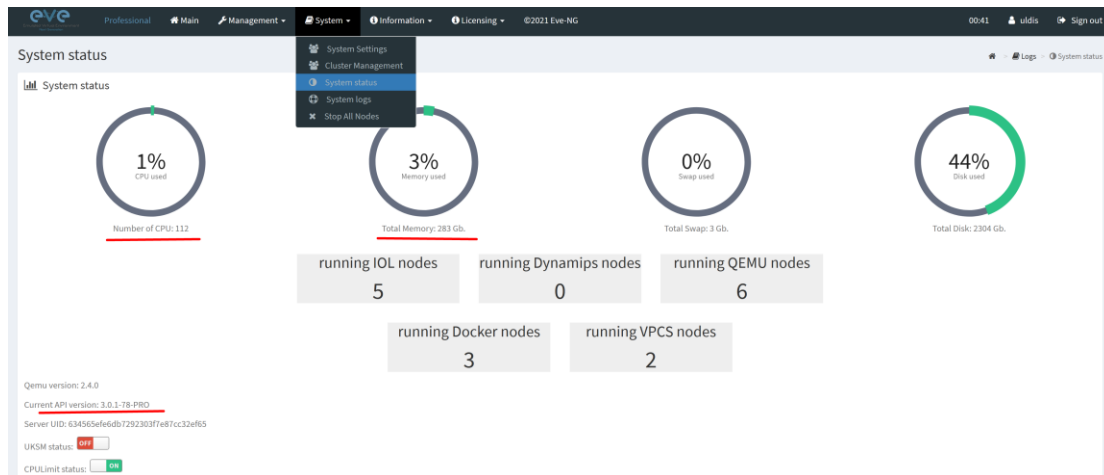 eve
Professional
Main
Management
System
Information
Licensing
©2021 Eve-NG
00:41
uldis
Sign out
System Settings
Cluster Management
System status
System logs
Stop All Nodes
System status
Logs
System status
System status
1%
CPU used
Number of CPU: 112
3%
Memory used
Total Memory: 283 Gb.
0%
Swap used
Total Swap: 3 Gb.
44%
Disk used
Total Disk: 2304 Gb.
running IOL nodes
5
running Dynamips nodes
0
running QEMU nodes
6
running Docker nodes
3
running VPCS nodes
2
Qemu version: 2.4.0
Current API version: 3.0.1-78-PRO
Server UID: 634565efe6db7292303f7e87cc32ef65
UKSM status: OFF
CPULimit status: ON